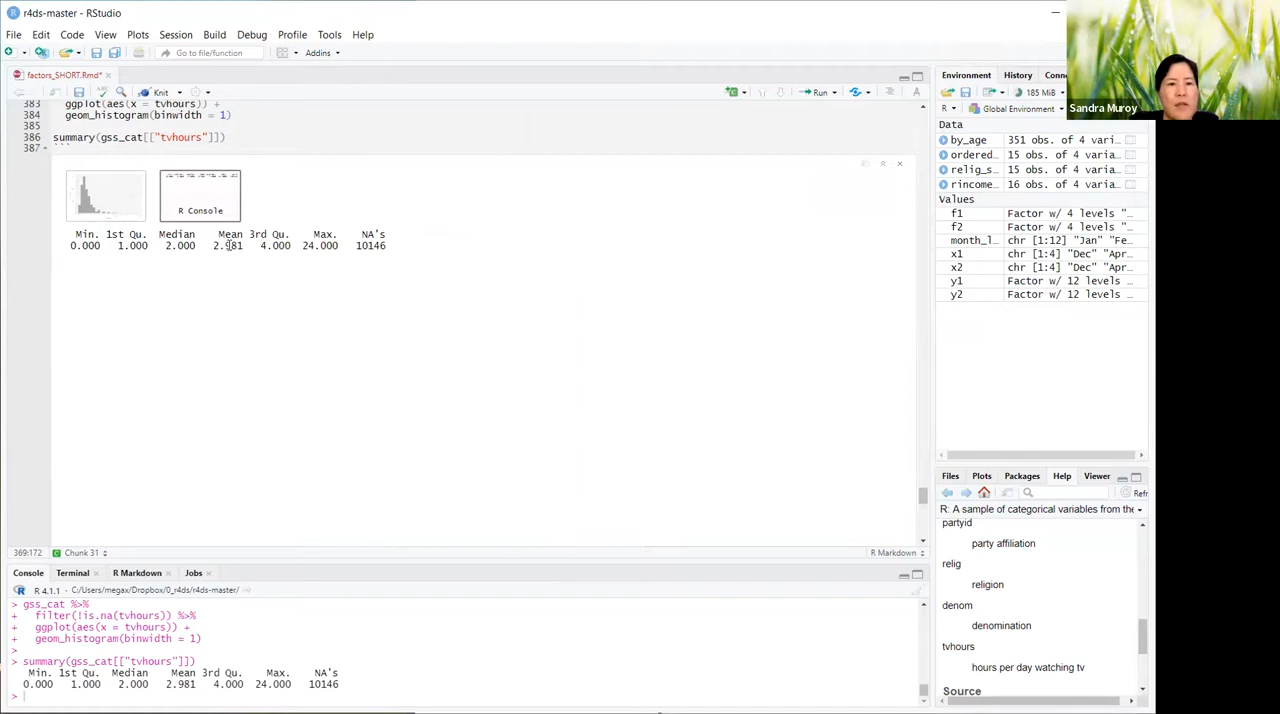 r4ds-master - RStudio
File Edit Code View Plots Session Build Debug Profile Tools Help
Go to file/function Addins
factors_SHORT.Rmd*
Knit Run
383 ggplot(aes(x = tvhours)) +
384 geom_histogram(binwidth = 1)
385
386 summary(gss_cat[["tvhours"]])
387 ```
R Console
Min. 1st Qu. Median Mean 3rd Qu. Max. NA's
0.000 1.000 2.000 2.981 4.000 24.000 10146
369:172 Chunk 31 R Markdown
Console Terminal R Markdown Jobs
R 4.1.1 · C:/Users/megax/Dropbox/0_r4ds/r4ds-master/
> gss_cat %>%
+ filter(!is.na(tvhours)) %>%
+ ggplot(aes(x = tvhours)) +
+ geom_histogram(binwidth = 1)
>
> summary(gss_cat[["tvhours"]])
Min. 1st Qu. Median Mean 3rd Qu. Max. NA's
0.000 1.000 2.000 2.981 4.000 24.000 10146
>
Environment History Conn
185 MiB
R Global Environment
Data
by_age 351 obs. of 4 vari…
ordered… 15 obs. of 4 varia…
relig_s… 15 obs. of 4 varia…
rincome… 16 obs. of 4 varia…
Values
f1 Factor w/ 4 levels "…
f2 Factor w/ 4 levels "…
month_l… chr [1:12] "Jan" "Fe…
x1 chr [1:4] "Dec" "Apr…
x2 chr [1:4] "Dec" "Apr…
y1 Factor w/ 12 levels …
y2 Factor w/ 12 levels …
Files Plots Packages Help Viewer
Refr
R: A sample of categorical variables from the
partyid
party affiliation
relig
religion
denom
denomination
tvhours
hours per day watching tv
Source
Sandra Muroy